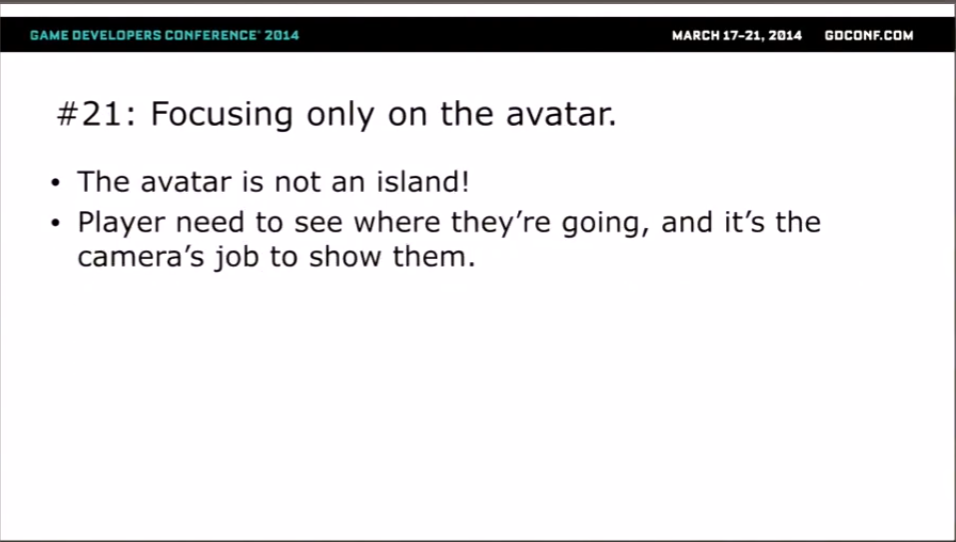 GAME DEVELOPERS CONFERENCE® 2014
MARCH 17–21, 2014 GDCONF.COM
#21: Focusing only on the avatar.
• The avatar is not an island!
• Player need to see where they’re going, and it’s the
camera’s job to show them.